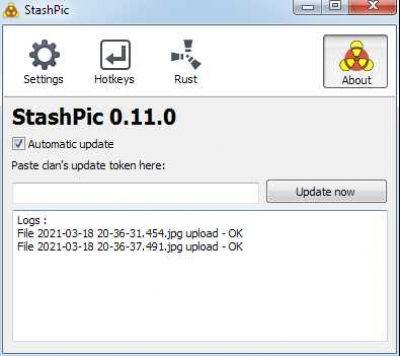 StashPic
Settings
Hotkeys
Rust
About
StashPic 0.11.0
Automatic update
Paste clan's update token here:
Update now
Logs :
File 2021-03-18 20-36-31.454.jpg upload - OK
File 2021-03-18 20-36-37.491.jpg upload - OK